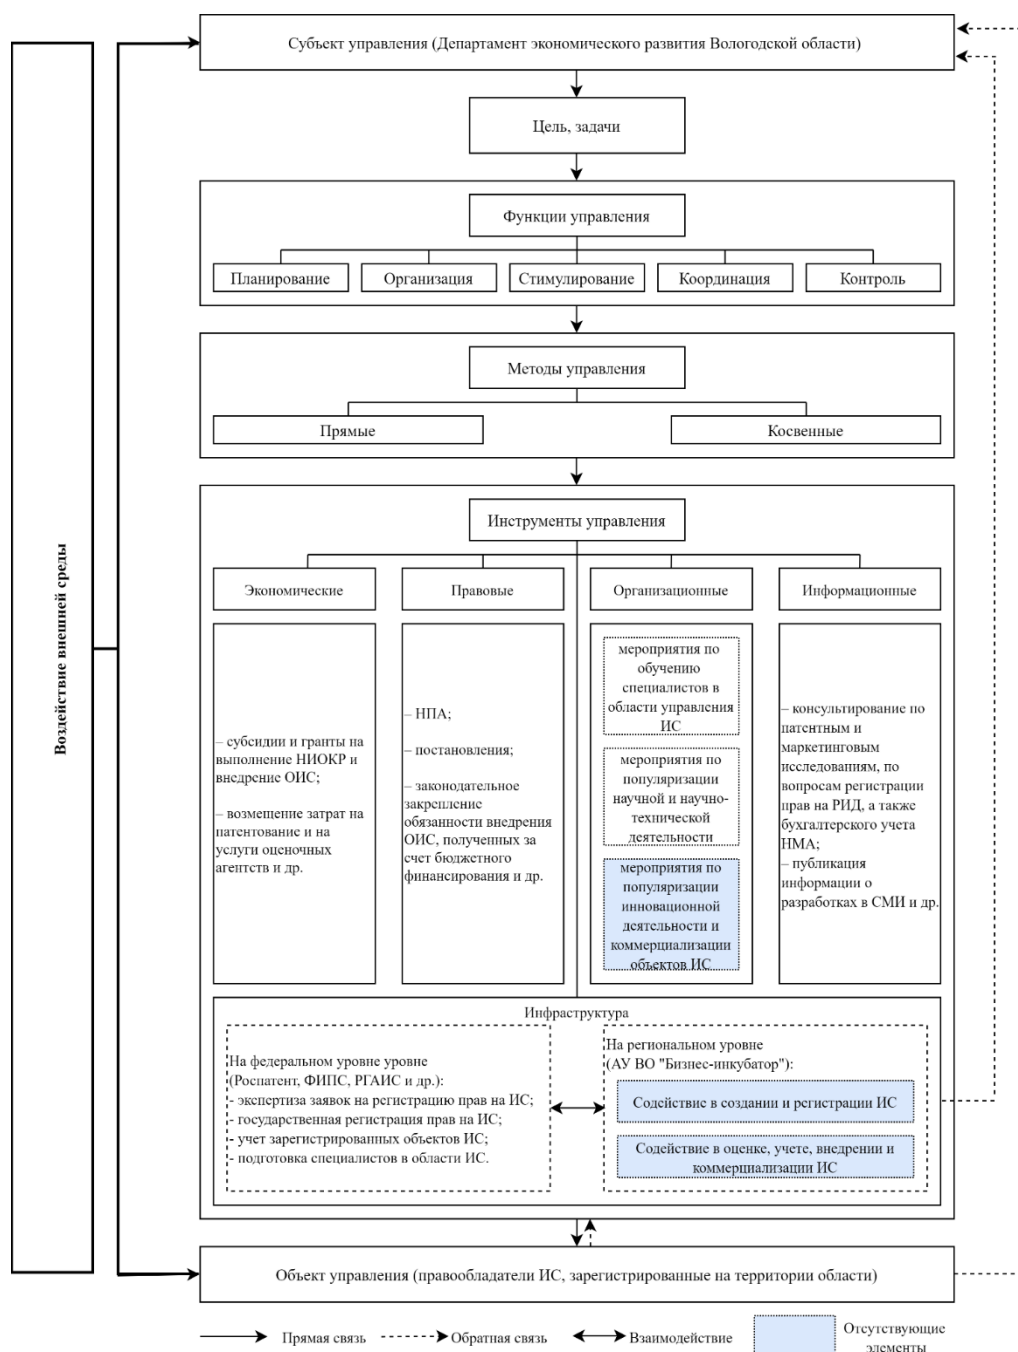 Субъект управления (Департамент экономического развития Вологодской области)
Цель, задачи
Функции управления
Планирование
Организация
Стимулирование
Координация
Контроль
Методы управления
Прямые
Косвенные
Воздействие внешней среды
Инструменты управления
Экономические
Правовые
Организационные
Информационные
– субсидии и гранты на
выполнение НИОКР и
внедрение ОИС;
– возмещение затрат на
патентование и на
услуги оценочных
агентств и др.
– НПА;
– постановления;
– законодательное
закрепление
обязанности внедрения
ОИС, полученных за
счет бюджетного
финансирования и др.
мероприятия по
обучению
специалистов в
области управления
ИС
мероприятия по
популяризации
научной и научно-
технической
деятельности
мероприятия по
популяризации
инновационной
деятельности и
коммерциализации
объектов ИС
– консультирование по
патентным и
маркетинговым
исследованиям, по
вопросам регистрации
прав на РИД, а также
бухгалтерского учета
НМА;
– публикация
информации о
разработках в СМИ и др.
Инфраструктура
На федеральном уровне уровне
(Роспатент, ФИПС, РГАИС и др.):
- экспертиза заявок на регистрацию прав на ИС;
- государственная регистрация прав на ИС;
- учет зарегистрированных объектов ИС;
- подготовка специалистов в области ИС.
На региональном уровне
(АУ ВО "Бизнес-инкубатор"):
Содействие в создании и регистрации ИС
Содействие в оценке, учете, внедрении и
коммерциализации ИС
Объект управления (правообладатели ИС, зарегистрированные на территории области)
Прямая связь
Обратная связь
Взаимодействие
Отсутствующие
элементы